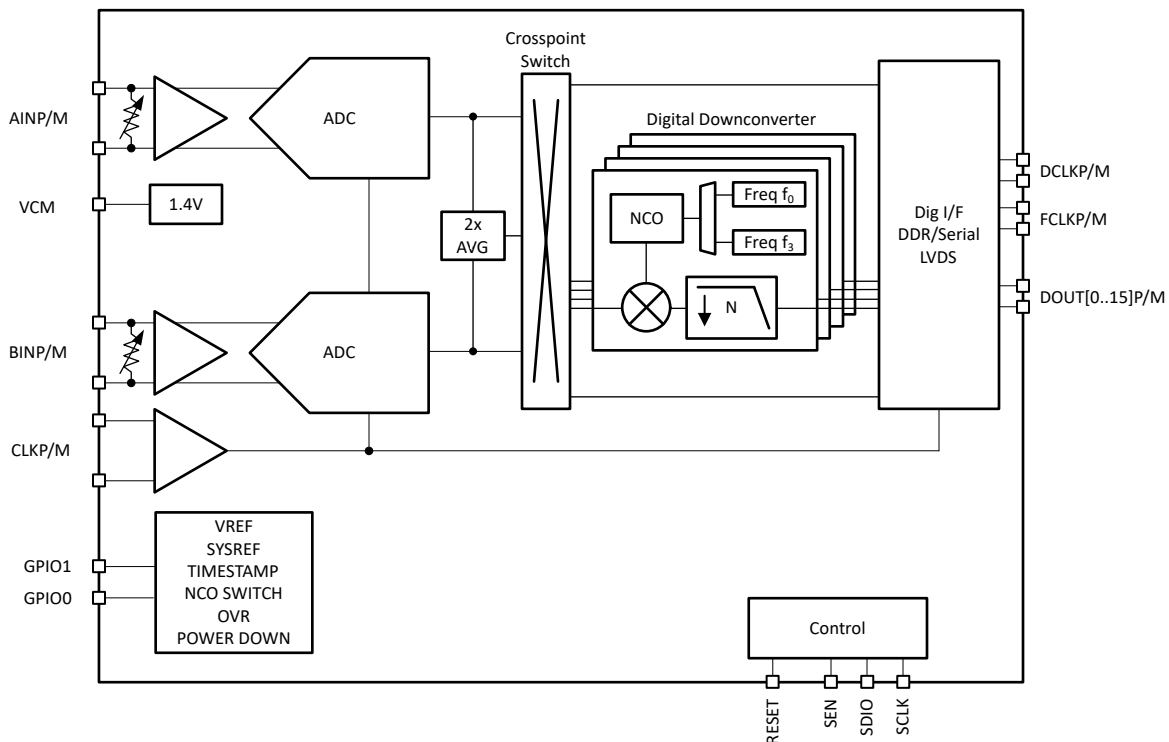 Crosspoint
Switch
AINP/M
ADC
Digital Downconverter
VCM
1.4V
2x
AVG
NCO
Freq f₀
Freq f₃
N
Dig I/F
DDR/Serial
LVDS
DCLKP/M
FCLKP/M
DOUT[0..15]P/M
BINP/M
ADC
CLKP/M
GPIO1
GPIO0
VREF
SYSREF
TIMESTAMP
NCO SWITCH
OVR
POWER DOWN
Control
RESET
SEN
SDIO
SCLK